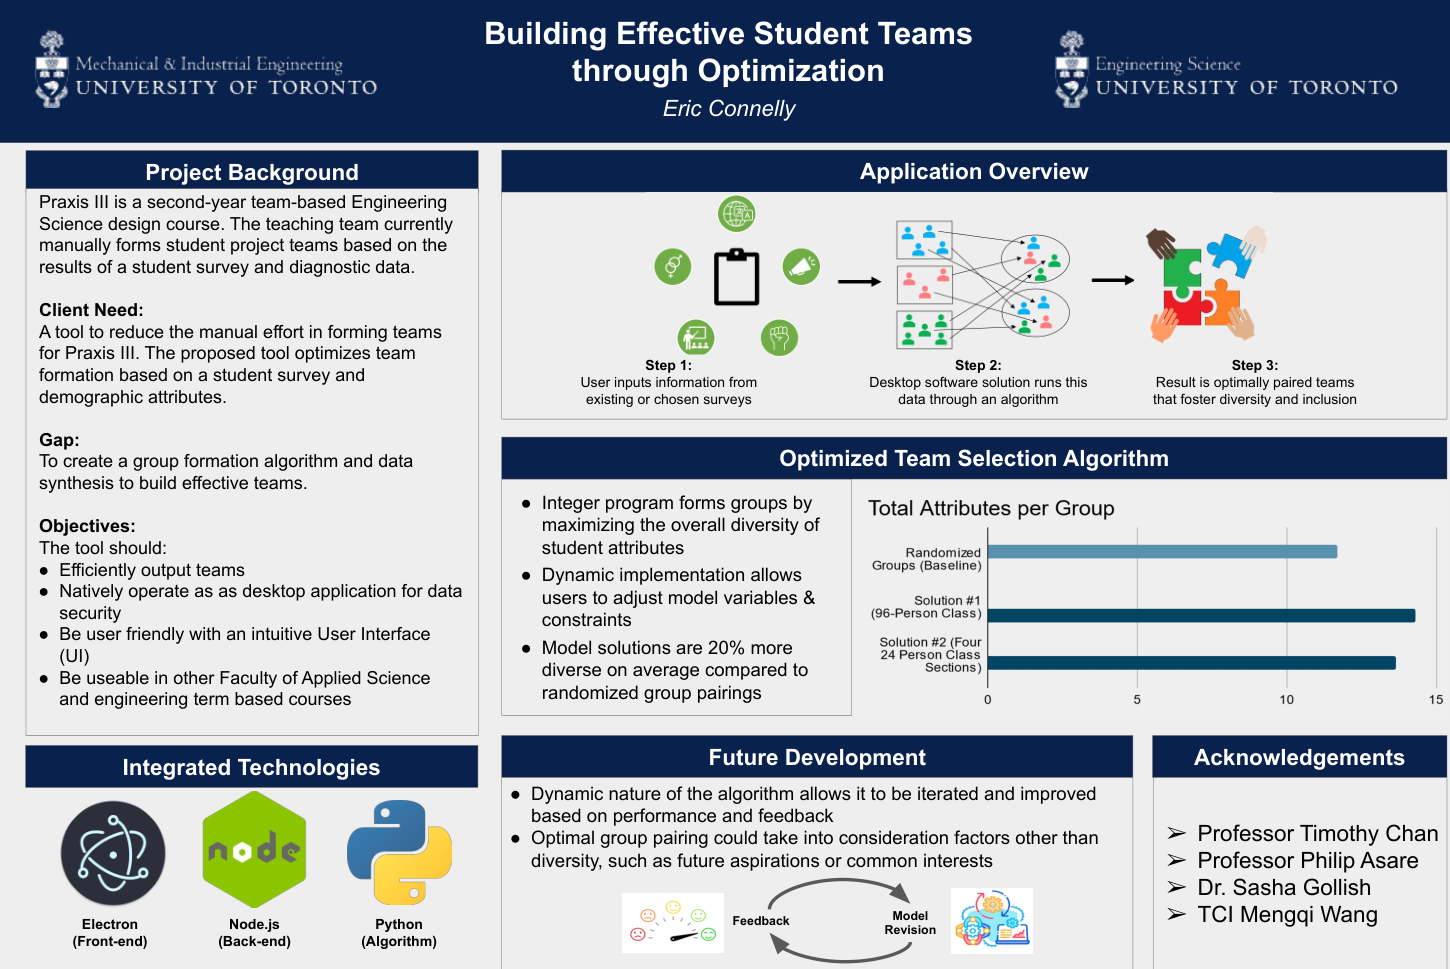 Building Effective Student Teams
through Optimization
Eric Connelly
Mechanical & Industrial Engineering
UNIVERSITY OF TORONTO
Engineering Science
UNIVERSITY OF TORONTO
Project Background
Praxis III is a second-year team-based Engineering
Science design course. The teaching team currently
manually forms student project teams based on the
results of a student survey and diagnostic data.
Client Need:
A tool to reduce the manual effort in forming teams
for Praxis III. The proposed tool optimizes team
formation based on a student survey and
demographic attributes.
Gap:
To create a group formation algorithm and data
synthesis to build effective teams.
Objectives:
The tool should:
● Efficiently output teams
● Natively operate as as desktop application for data
security
● Be user friendly with an intuitive User Interface
(UI)
● Be useable in other Faculty of Applied Science
and engineering term based courses
Integrated Technologies
node
Electron
(Front-end)
Node.js
(Back-end)
Python
(Algorithm)
Application Overview
Step 1:
User inputs information from
existing or chosen surveys
Step 2:
Desktop software solution runs this
data through an algorithm
Step 3:
Result is optimally paired teams
that foster diversity and inclusion
Optimized Team Selection Algorithm
● Integer program forms groups by
maximizing the overall diversity of
student attributes
● Dynamic implementation allows
users to adjust model variables &
constraints
● Model solutions are 20% more
diverse on average compared to
randomized group pairings
Total Attributes per Group
Randomized
Groups (Baseline)
Solution #1
(96-Person Class)
Solution #2 (Four
24 Person Class
Sections)
0 5 10 15
Future Development
● Dynamic nature of the algorithm allows it to be iterated and improved
based on performance and feedback
● Optimal group pairing could take into consideration factors other than
diversity, such as future aspirations or common interests
Feedback
Model
Revision
Acknowledgements
➢ Professor Timothy Chan
➢ Professor Philip Asare
➢ Dr. Sasha Gollish
➢ TCI Mengqi Wang